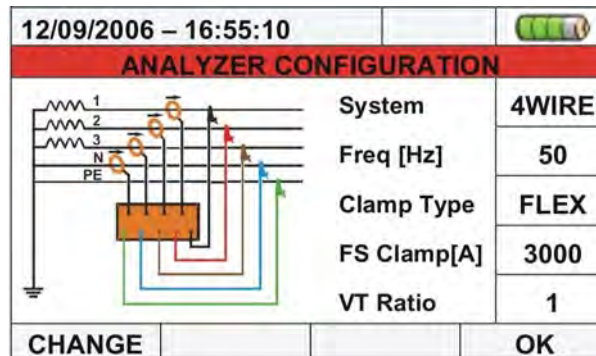 12/09/2006 – 16:55:10
ANALYZER CONFIGURATION
1
2
3
N
PE
System 4WIRE
Freq [Hz] 50
Clamp Type FLEX
FS Clamp[A] 3000
VT Ratio 1
CHANGE OK